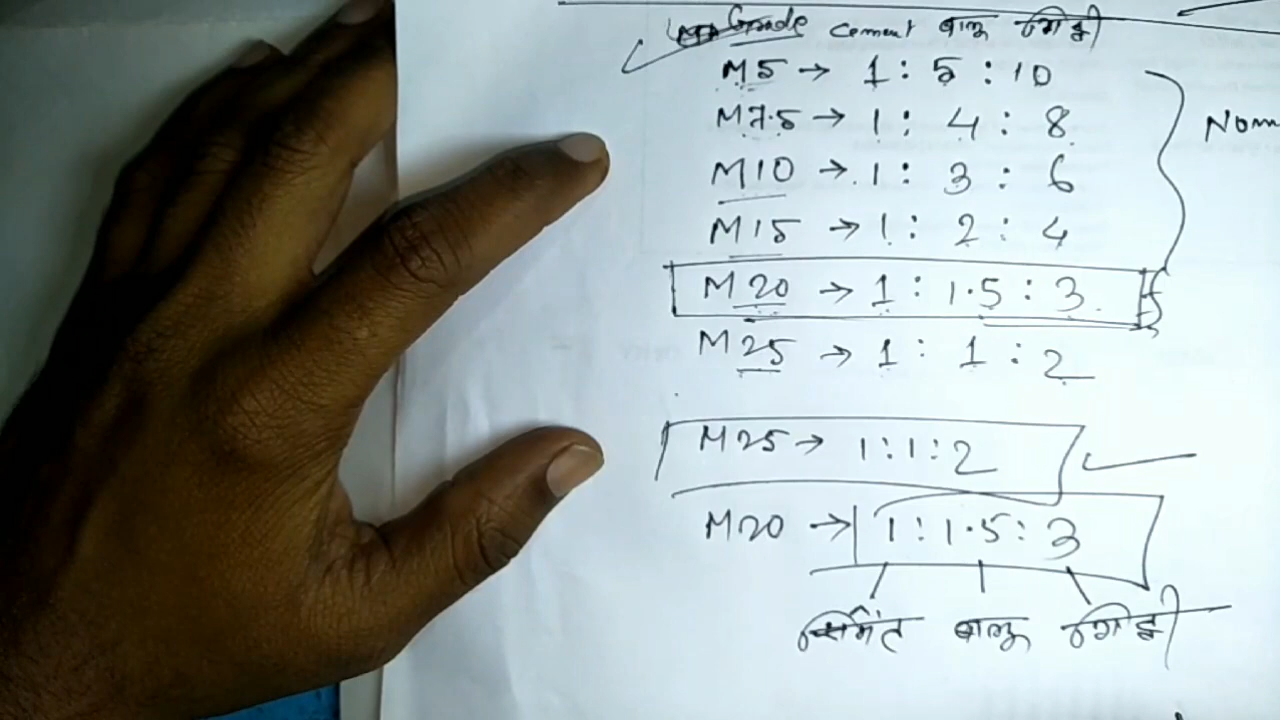 Grade cement बालू गिट्टी
M5 → 1 : 5 : 10
M7.5 → 1 : 4 : 8
Nom
M10 → 1 : 3 : 6
M15 → 1 : 2 : 4
M20 → 1 : 1.5 : 3
M25 → 1 : 1 : 2
M25 → 1 : 1 : 2
M20 → 1 : 1.5 : 3
सिमेंट बालू गिट्टी